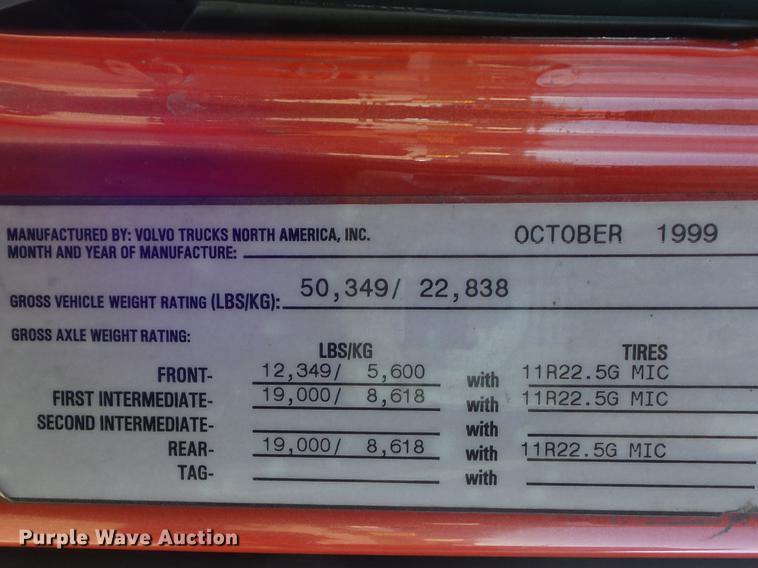 MANUFACTURED BY: VOLVO TRUCKS NORTH AMERICA, INC.
MONTH AND YEAR OF MANUFACTURE: OCTOBER 1999
GROSS VEHICLE WEIGHT RATING (LBS/KG): 50,349/ 22,838
GROSS AXLE WEIGHT RATING:
LBS/KG TIRES
FRONT- 12,349/ 5,600 with 11R22.5G MIC
FIRST INTERMEDIATE- 19,000/ 8,618 with 11R22.5G MIC
SECOND INTERMEDIATE- with
REAR- 19,000/ 8,618 with 11R22.5G MIC
TAG- with
Purple Wave Auction